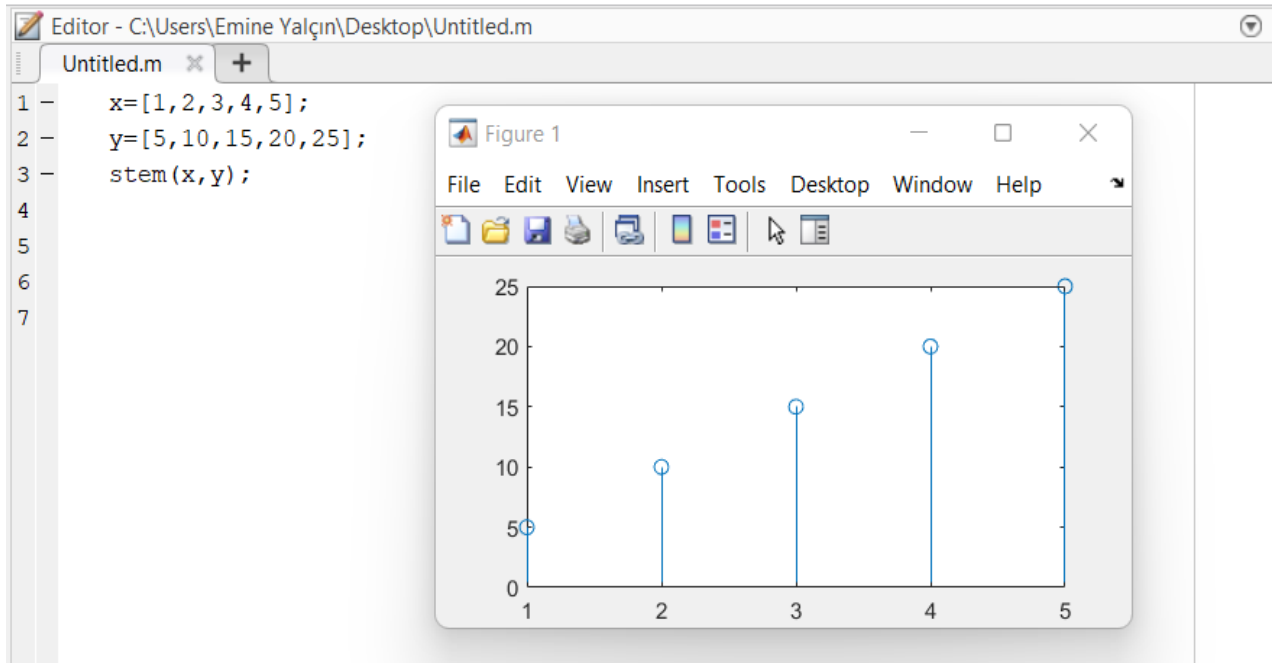 Editor - C:\Users\Emine Yalçın\Desktop\Untitled.m
Untitled.m
1 x=[1,2,3,4,5];
2 y=[5,10,15,20,25];
3 stem(x,y);
4
5
6
7
Figure 1
File Edit View Insert Tools Desktop Window Help
25
20
15
10
5
0
1 2 3 4 5